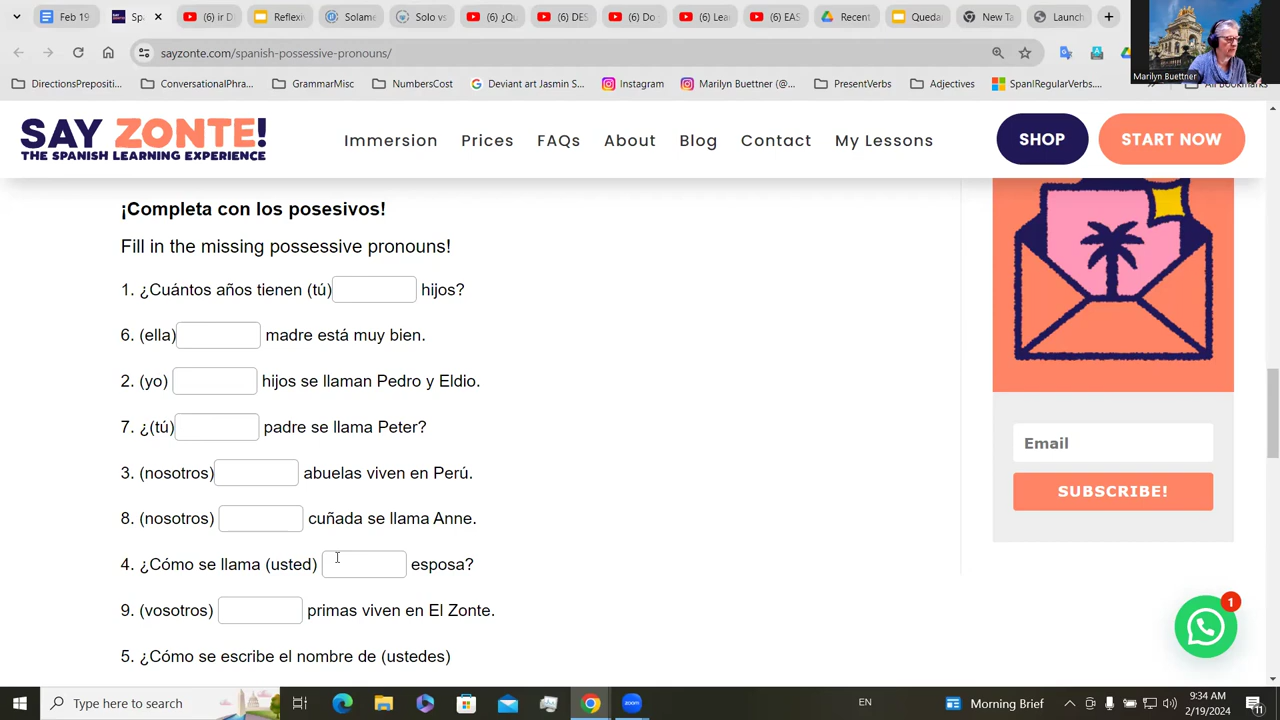 Feb 19
Sp
(6) ir D
Reflexi
Solame
Solo vs
(6) ¿Qu
(6) DES
(6) Do
(6) Lea
(6) EAS
Recent
Queda
New Ta
Launch
sayzonte.com/spanish-possessive-pronouns/
Marilyn Buettner
DirectionsPrepositi...
ConversationalPhra...
GrammarMisc
NumbersCost
Deviant art Jasmin S...
Instagram
Marilyn Buettner (@...
PresentVerbs
Adjectives
SpanIRegularVerbs....
All Bookmarks
SAY ZONTE!
THE SPANISH LEARNING EXPERIENCE
Immersion Prices FAQs About Blog Contact My Lessons
SHOP
START NOW
¡Completa con los posesivos!
Fill in the missing possessive pronouns!
1. ¿Cuántos años tienen (tú) hijos?
6. (ella) madre está muy bien.
2. (yo) hijos se llaman Pedro y Eldio.
7. ¿(tú) padre se llama Peter?
3. (nosotros) abuelas viven en Perú.
8. (nosotros) cuñada se llama Anne.
4. ¿Cómo se llama (usted) esposa?
9. (vosotros) primas viven en El Zonte.
5. ¿Cómo se escribe el nombre de (ustedes)
Email
SUBSCRIBE!
1
Type here to search
zoom
EN
Morning Brief
9:34 AM
2/19/2024
11